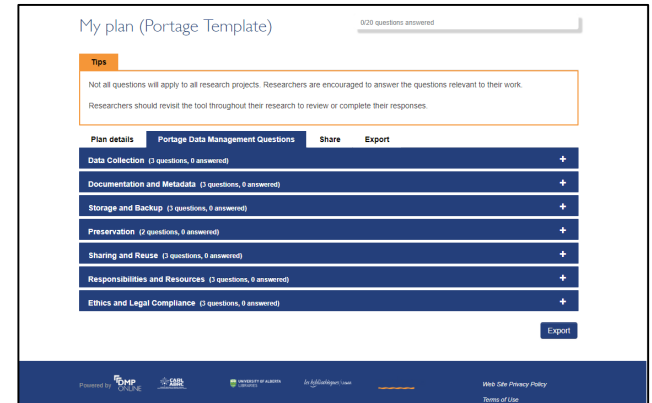 My plan (Portage Template)
0/20 questions answered
Tips
Not all questions will apply to all research projects. Researchers are encouraged to answer the questions relevant to their work.
Researchers should revisit the tool throughout their research to review or complete their responses.
Plan details Portage Data Management Questions Share Export
Data Collection (3 questions, 0 answered) +
Documentation and Metadata (3 questions, 0 answered) +
Storage and Backup (3 questions, 0 answered) +
Preservation (2 questions, 0 answered) +
Sharing and Reuse (3 questions, 0 answered) +
Responsibilities and Resources (3 questions, 0 answered) +
Ethics and Legal Compliance (3 questions, 0 answered) +
Export
Powered by DMP ONLINE CARL ABRC UNIVERSITY OF ALBERTA LIBRARIES Web Site Privacy Policy
Terms of Use